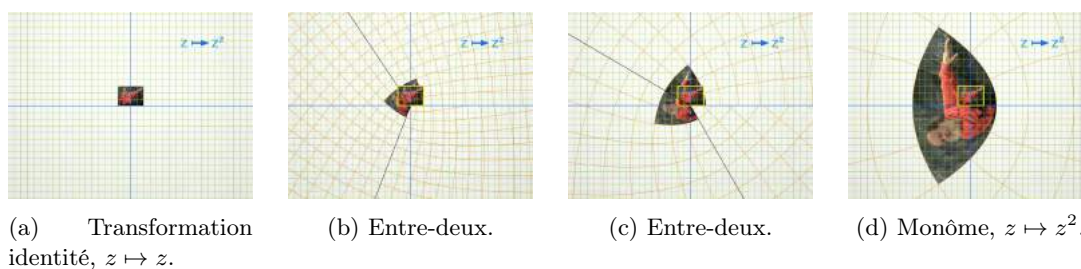 z ↦ z²
z ↦ z²
z ↦ z²
z ↦ z²
(a) Transformation
identité, z ↦ z.
(b) Entre-deux.
(c) Entre-deux.
(d) Monôme, z ↦ z².